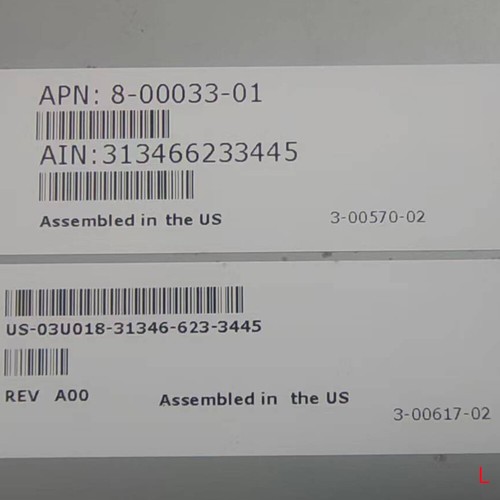 APN: 8-00033-01
AIN:313466233445
Assembled in the US 3-00570-02
US-03U018-31346-623-3445
REV A00 Assembled in the US
3-00617-02
L